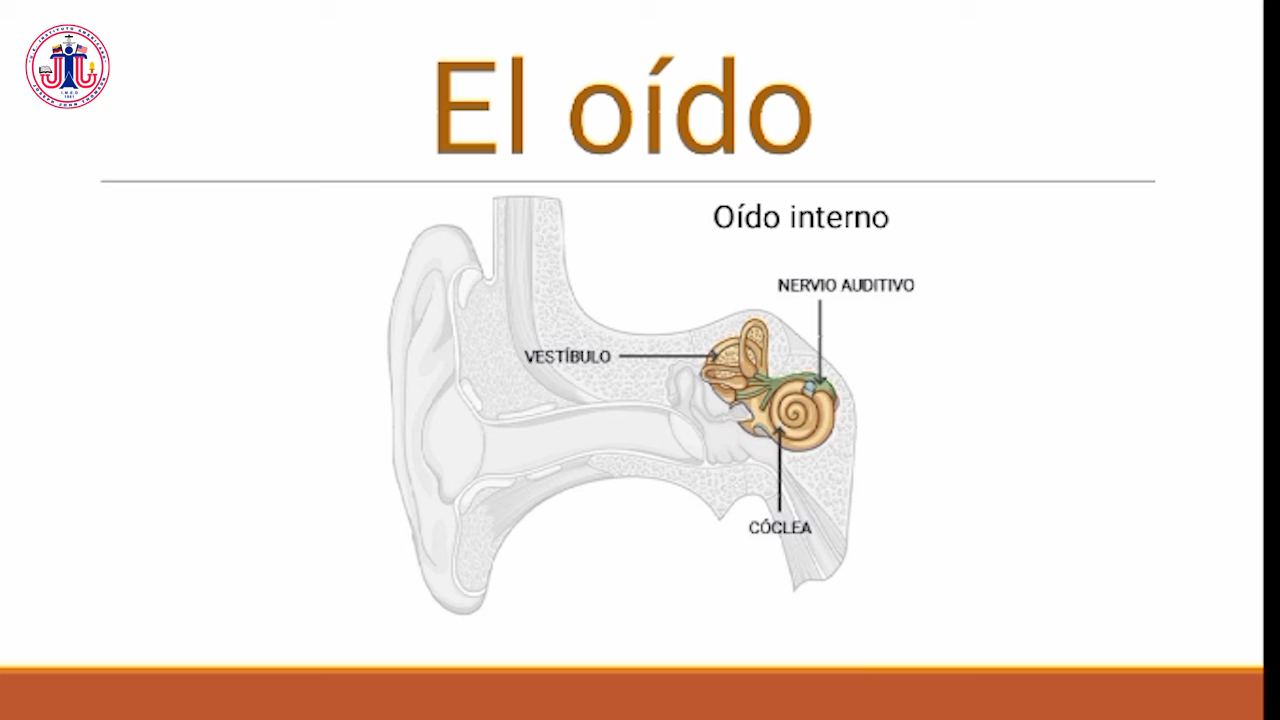 El oído
Oído interno
NERVIO AUDITIVO
VESTÍBULO
CÓCLEA